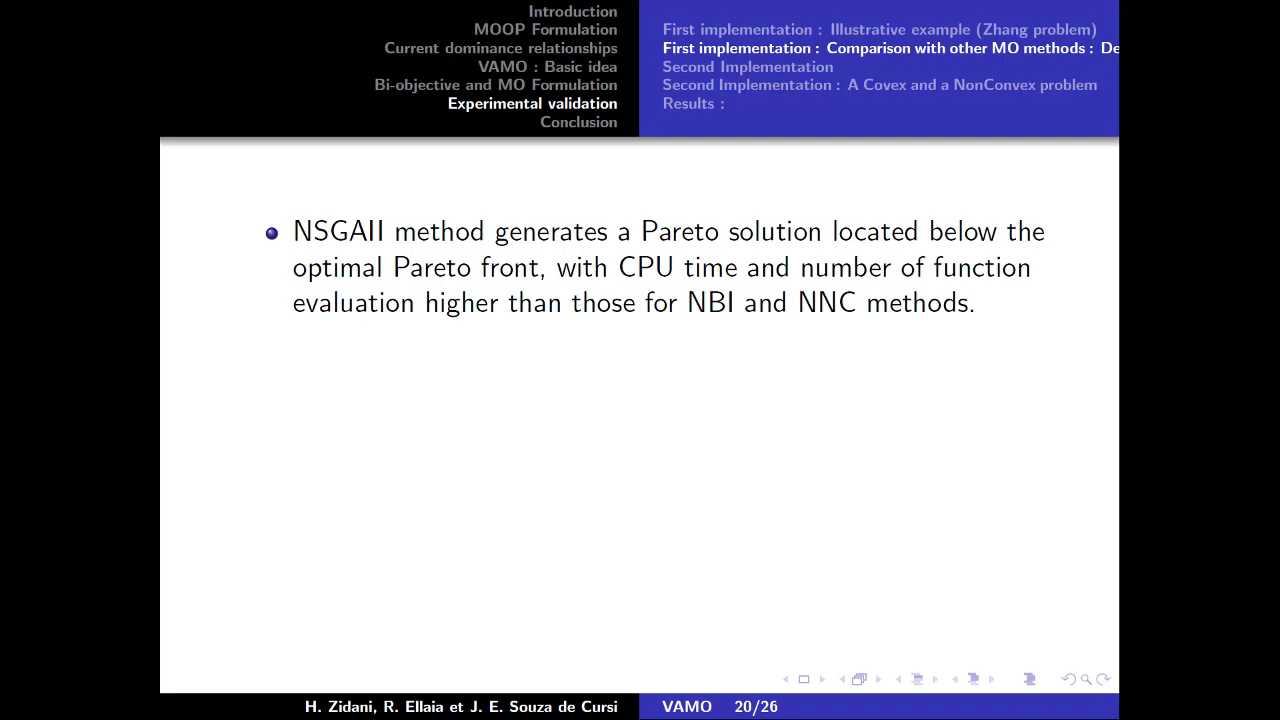 Introduction
MOOP Formulation
Current dominance relationships
VAMO : Basic idea
Bi-objective and MO Formulation
Experimental validation
Conclusion
First implementation : Illustrative example (Zhang problem)
First implementation : Comparison with other MO methods : De
Second Implementation
Second Implementation : A Covex and a NonConvex problem
Results :
NSGAII method generates a Pareto solution located below the
optimal Pareto front, with CPU time and number of function
evaluation higher than those for NBI and NNC methods.
H. Zidani, R. Ellaia et J. E. Souza de Cursi
VAMO 20/26